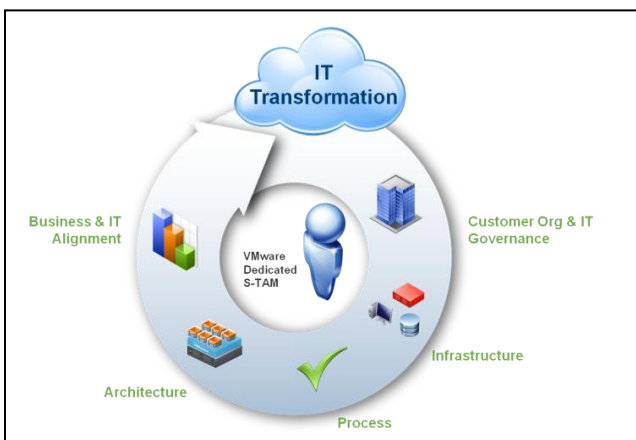 IT
Transformation
Business & IT
Alignment
Customer Org & IT
Governance
VMware
Dedicated
S-TAM
Infrastructure
Architecture
Process